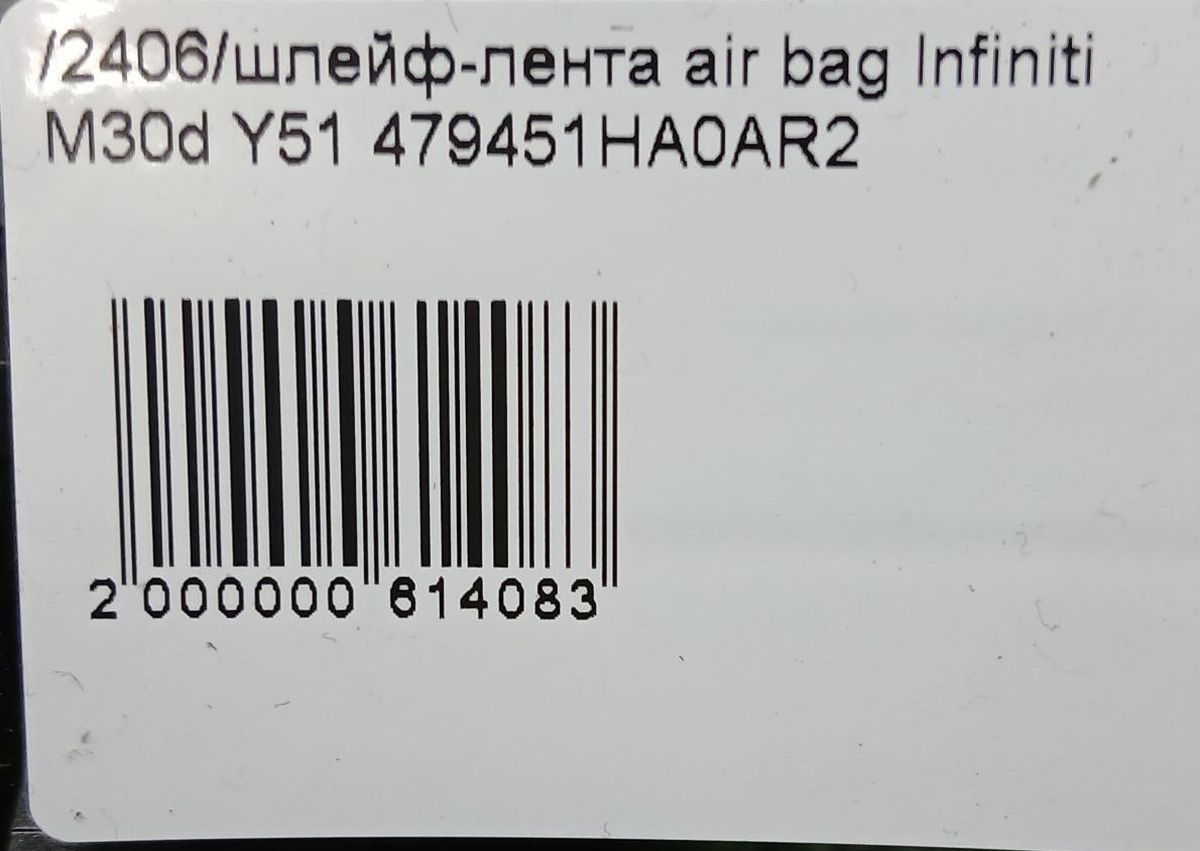 /2406/шлейф-лента air bag Infiniti
M30d Y51 479451HA0AR2
2 000000 614083